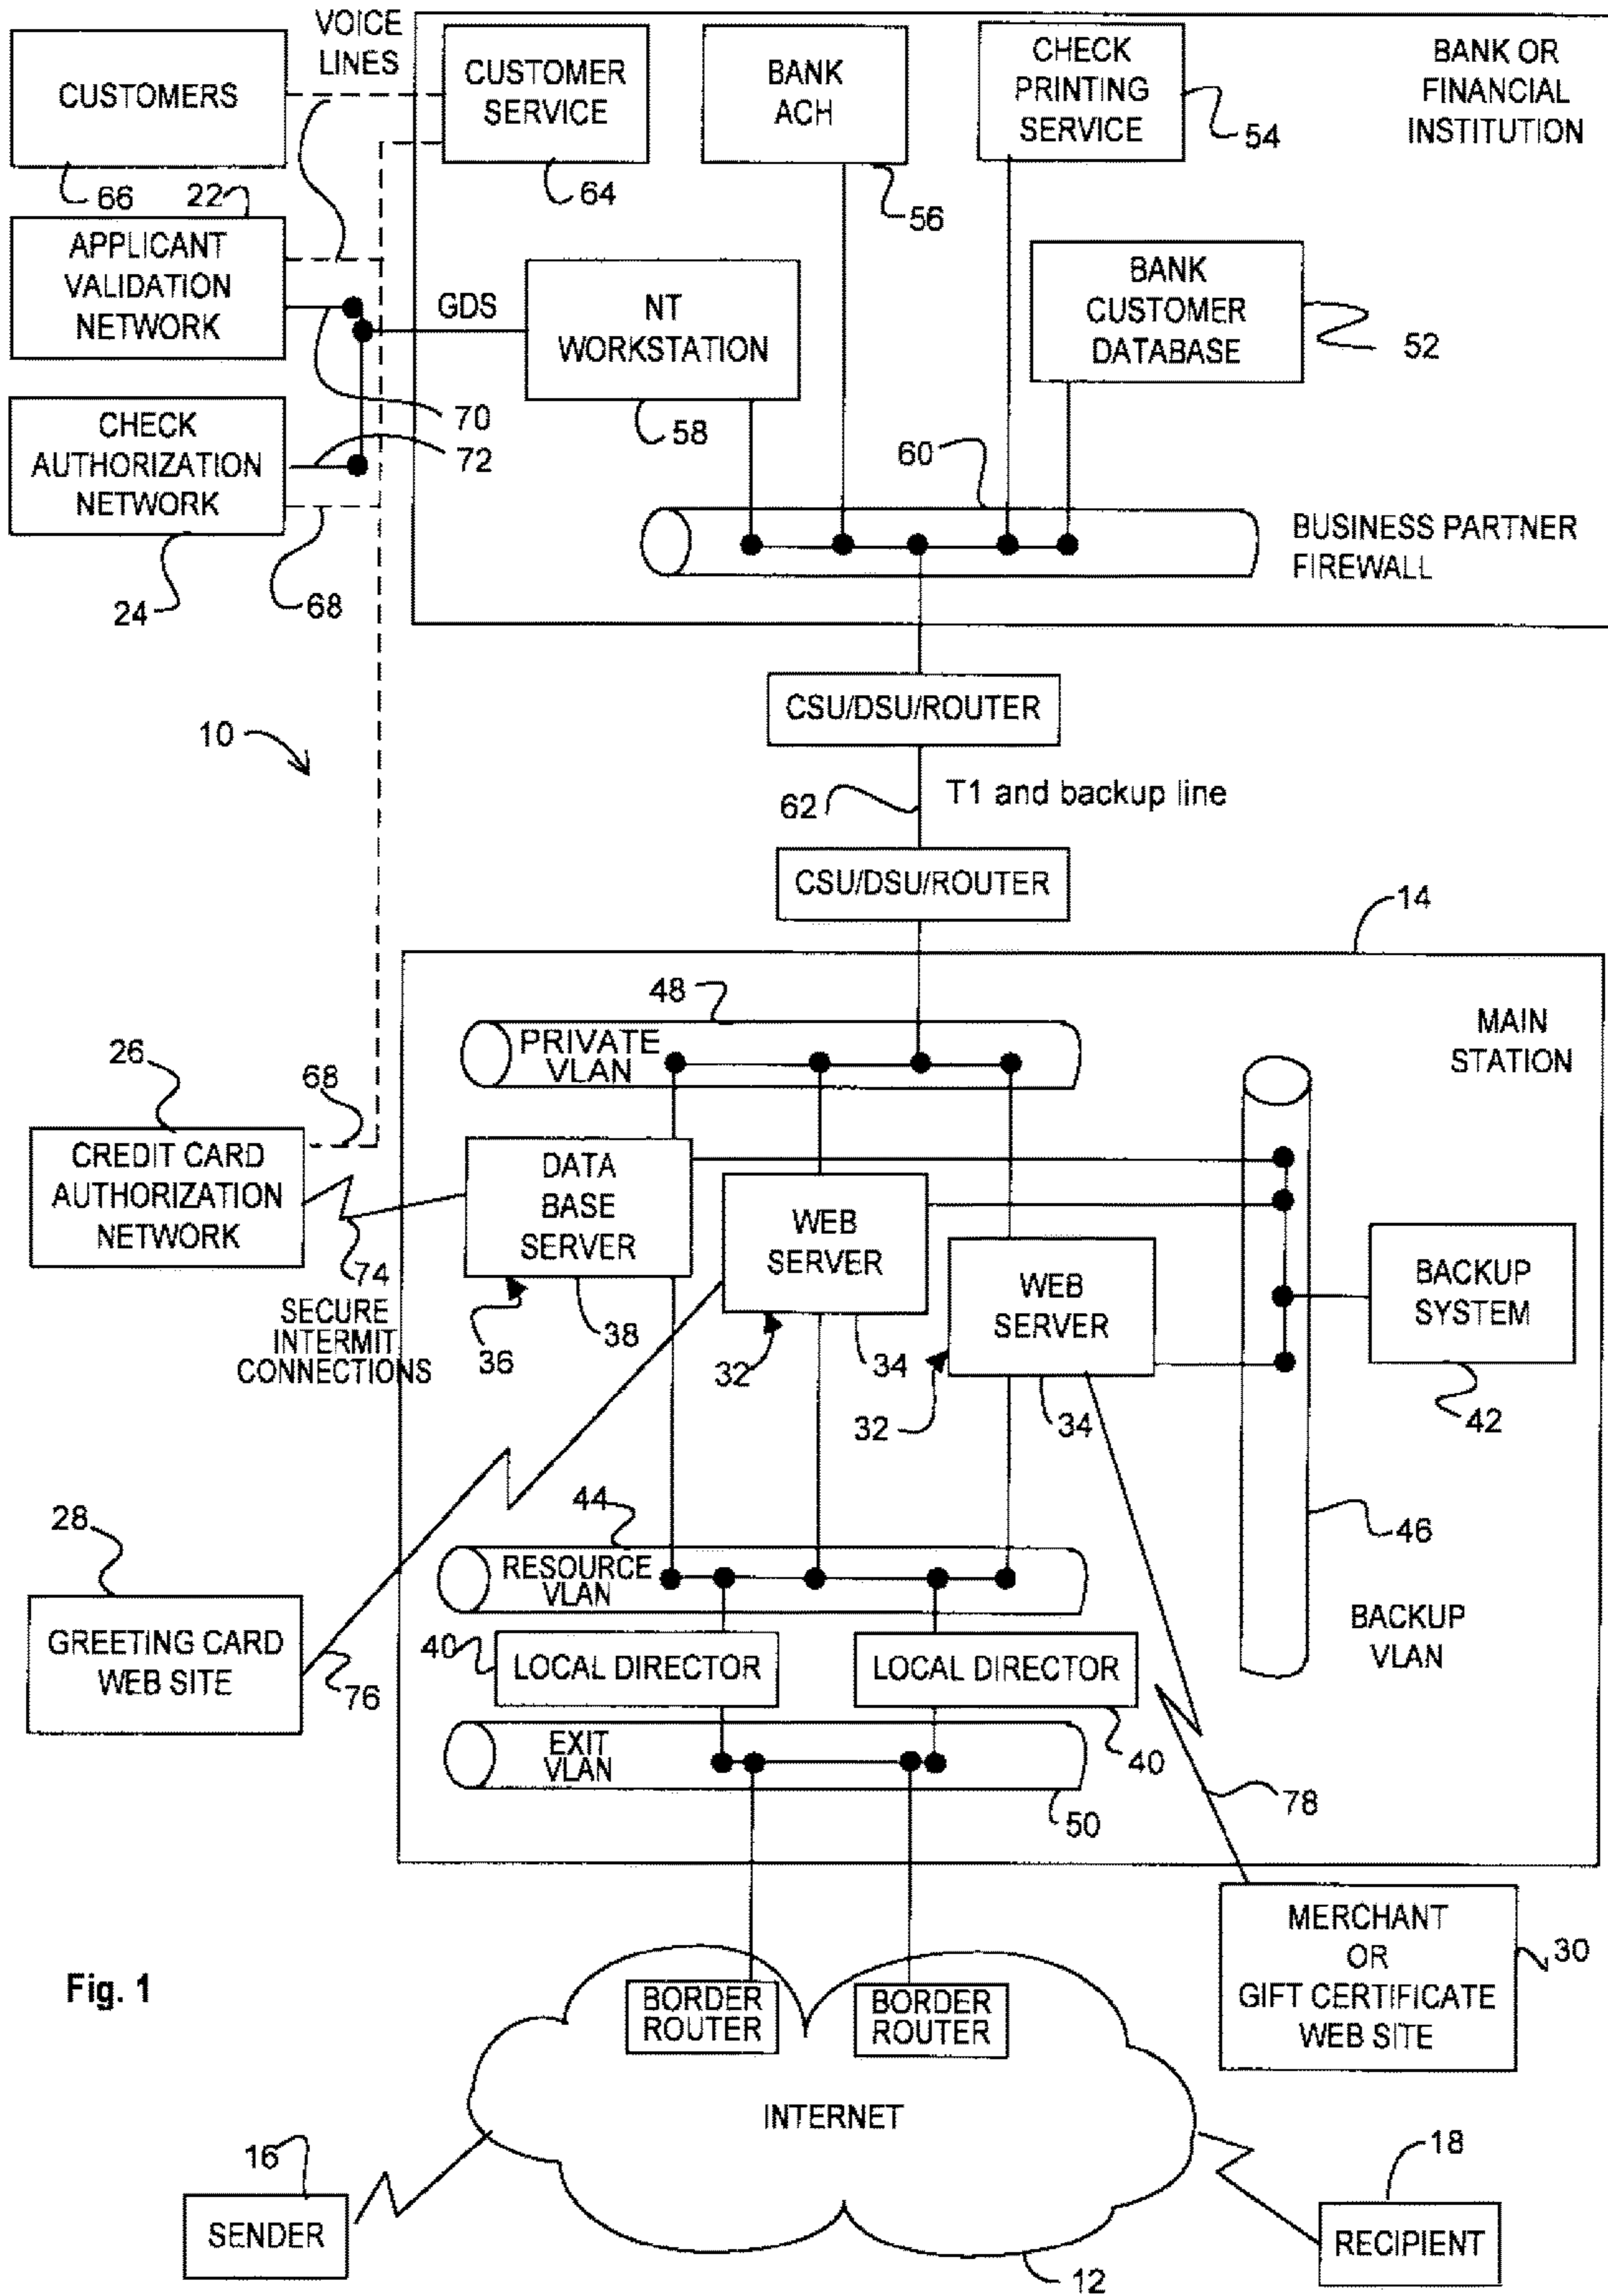 VOICE
LINES
CUSTOMERS
66
CUSTOMER
SERVICE
64
BANK
ACH
56
CHECK
PRINTING
SERVICE
54
BANK OR
FINANCIAL
INSTITUTION
22
APPLICANT
VALIDATION
NETWORK
GDS
NT
WORKSTATION
58
BANK
CUSTOMER
DATABASE
52
70
72
CHECK
AUTHORIZATION
NETWORK
24
68
60
BUSINESS PARTNER
FIREWALL
CSU/DSU/ROUTER
10
62
T1 and backup line
CSU/DSU/ROUTER
14
MAIN
STATION
48
PRIVATE
VLAN
26
68
CREDIT CARD
AUTHORIZATION
NETWORK
74
SECURE
INTERMIT
CONNECTIONS
DATA
BASE
SERVER
36
38
WEB
SERVER
32
34
WEB
SERVER
32
34
BACKUP
SYSTEM
42
46
BACKUP
VLAN
44
RESOURCE
VLAN
28
GREETING CARD
WEB SITE
76
40
LOCAL DIRECTOR
LOCAL DIRECTOR
40
EXIT
VLAN
50
78
MERCHANT
OR
GIFT CERTIFICATE
WEB SITE
30
Fig. 1
BORDER
ROUTER
BORDER
ROUTER
INTERNET
16
SENDER
18
RECIPIENT
12